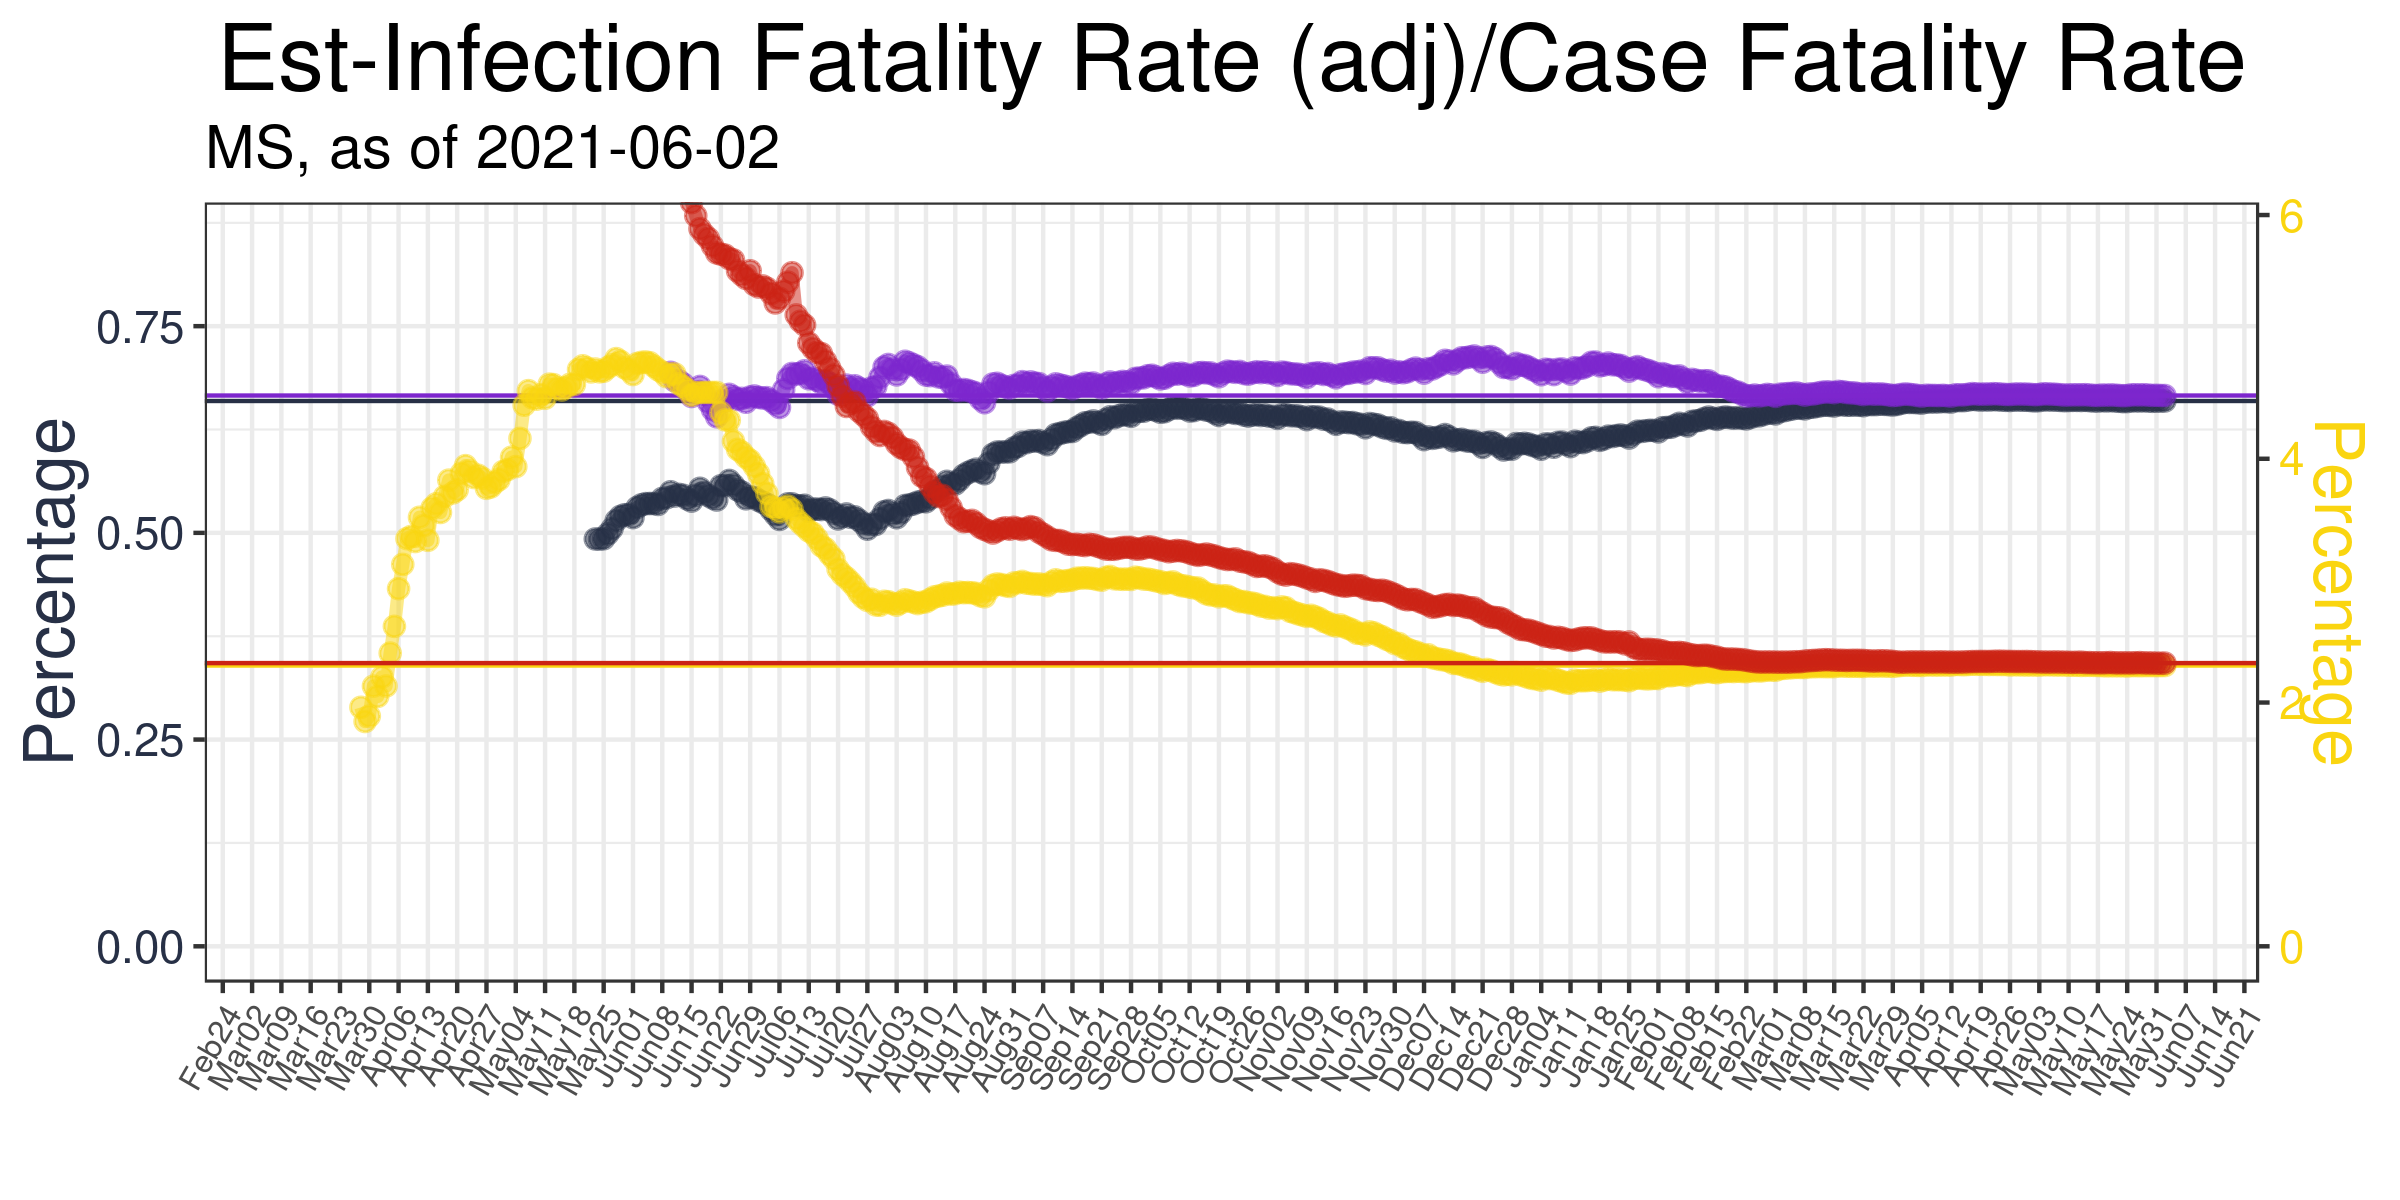 Est-Infection Fatality Rate (adj)/Case Fatality Rate
MS, as of 2021-06-02
Percentage
0.75
0.50
0.25
0.00
6
4
2
0
Percentage
Feb24
Mar02
Mar09
Mar16
Mar23
Mar30
Apr06
Apr13
Apr20
Apr27
May04
May11
May18
May25
Jun01
Jun08
Jun15
Jun22
Jun29
Jul06
Jul13
Jul20
Jul27
Aug03
Aug10
Aug17
Aug24
Aug31
Sep07
Sep14
Sep21
Sep28
Oct05
Oct12
Oct19
Oct26
Nov02
Nov09
Nov16
Nov23
Nov30
Dec07
Dec14
Dec21
Dec28
Jan04
Jan11
Jan18
Jan25
Feb01
Feb08
Feb15
Feb22
Mar01
Mar08
Mar15
Mar22
Mar29
Apr05
Apr12
Apr19
Apr26
May03
May10
May17
May24
May31
Jun07
Jun14
Jun21